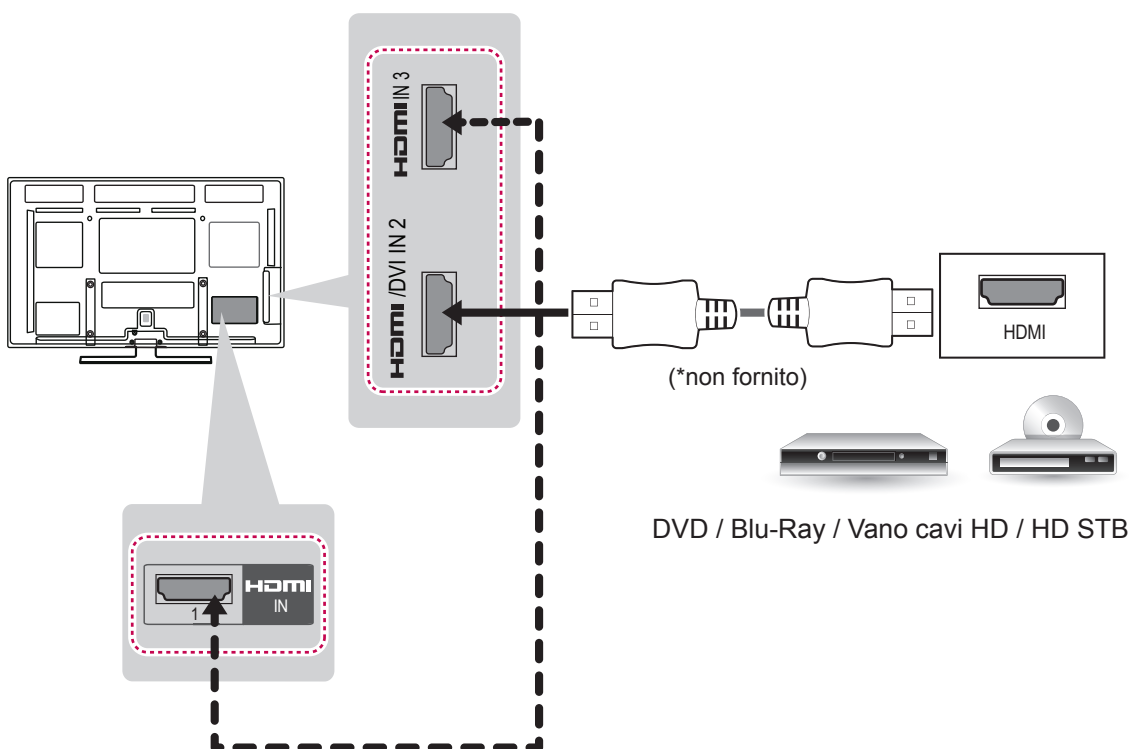 HDMI IN 3
HDMI /DVI IN 2
HDMI
(*non fornito)
DVD / Blu-Ray / Vano cavi HD / HD STB
1
HDMI
IN